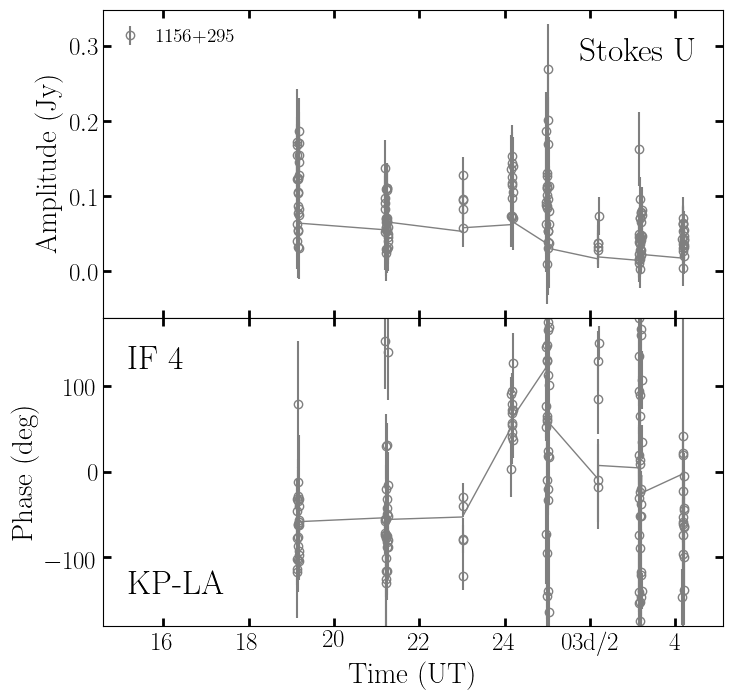 1156+295
Stokes U
Amplitude (Jy)
0.3
0.2
0.1
0.0
IF 4
KP-LA
Phase (deg)
100
0
−100
16 18 20 22 24 03d/2 4
Time (UT)